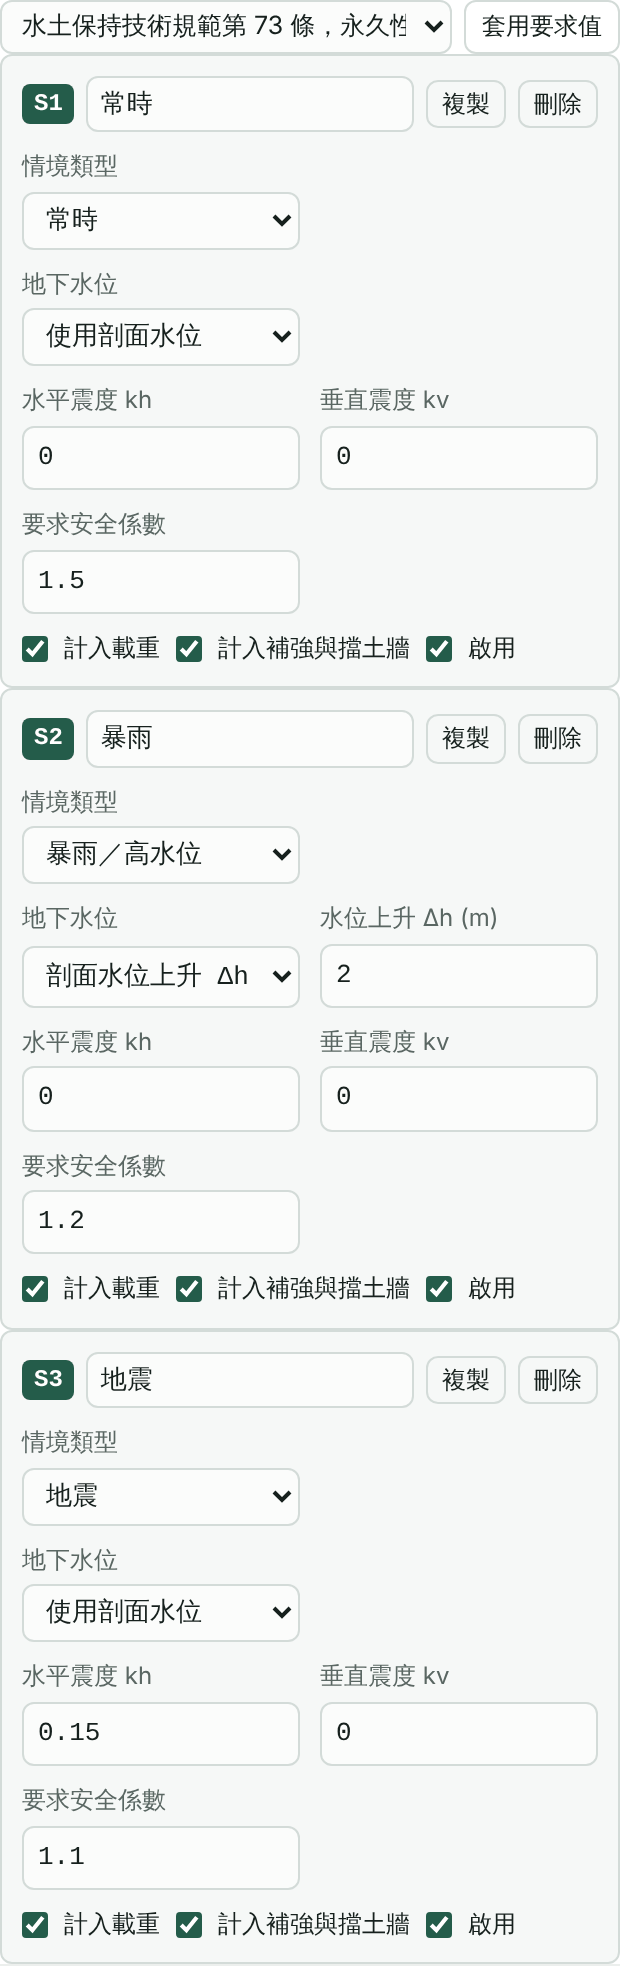 水土保持技術規範第 73 條，永久性 套用要求值
S1 常時 複製 刪除
情境類型
常時
地下水位
使用剖面水位
水平震度 kh 垂直震度 kv
0 0
要求安全係數
1.5
計入載重 計入補強與擋土牆 啟用
S2 暴雨 複製 刪除
情境類型
暴雨／高水位
地下水位 水位上升 Δh (m)
剖面水位上升 Δh 2
水平震度 kh 垂直震度 kv
0 0
要求安全係數
1.2
計入載重 計入補強與擋土牆 啟用
S3 地震 複製 刪除
情境類型
地震
地下水位
使用剖面水位
水平震度 kh 垂直震度 kv
0.15 0
要求安全係數
1.1
計入載重 計入補強與擋土牆 啟用